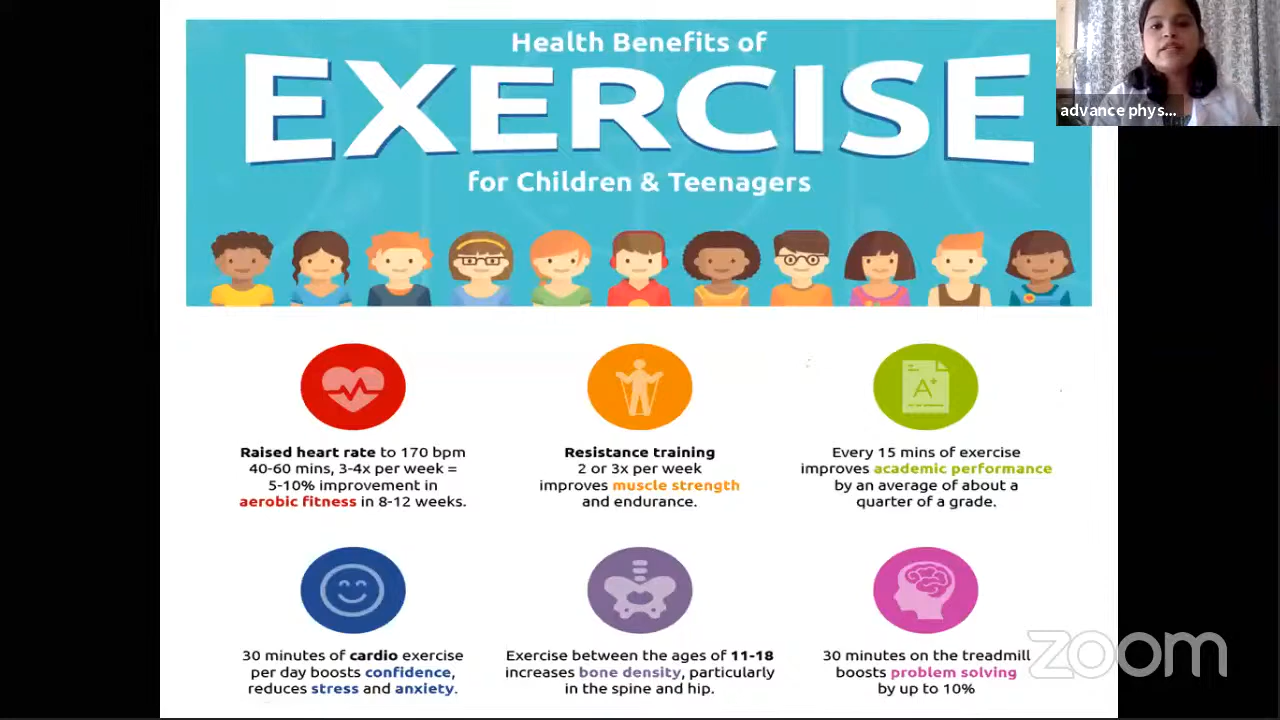 Health Benefits of
EXERCISE
for Children & Teenagers
advance phys...
A+
Raised heart rate to 170 bpm
40-60 mins, 3-4x per week =
5-10% improvement in
aerobic fitness in 8-12 weeks.
Resistance training
2 or 3x per week
improves muscle strength
and endurance.
Every 15 mins of exercise
improves academic performance
by an average of about a
quarter of a grade.
30 minutes of cardio exercise
per day boosts confidence,
reduces stress and anxiety.
Exercise between the ages of 11-18
increases bone density, particularly
in the spine and hip.
30 minutes on the treadmill
boosts problem solving
by up to 10%
zoom